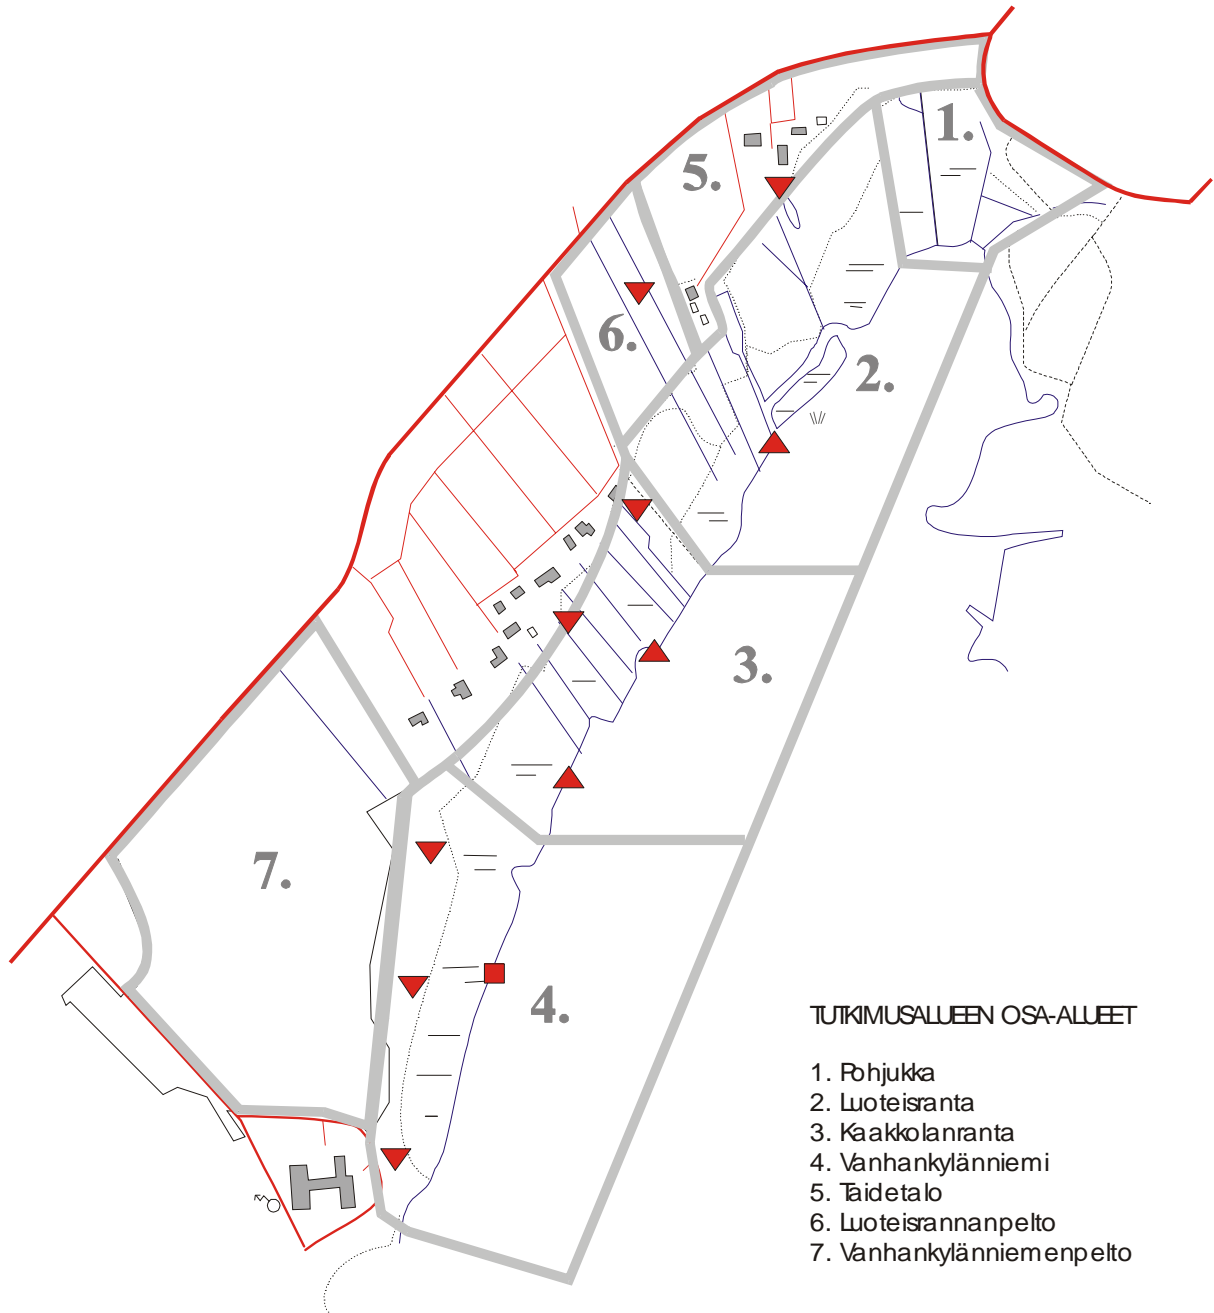 1.
5.
6.
2.
3.
7.
4.
TUTKIMUSALUEEN OSA-ALUEET
1. Pohjukka
2. Luoteisranta
3. Kaakkolanranta
4. Vanhankylänniemi
5. Taidetalo
6. Luoteisrannanpelto
7. Vanhankylänniemenpelto